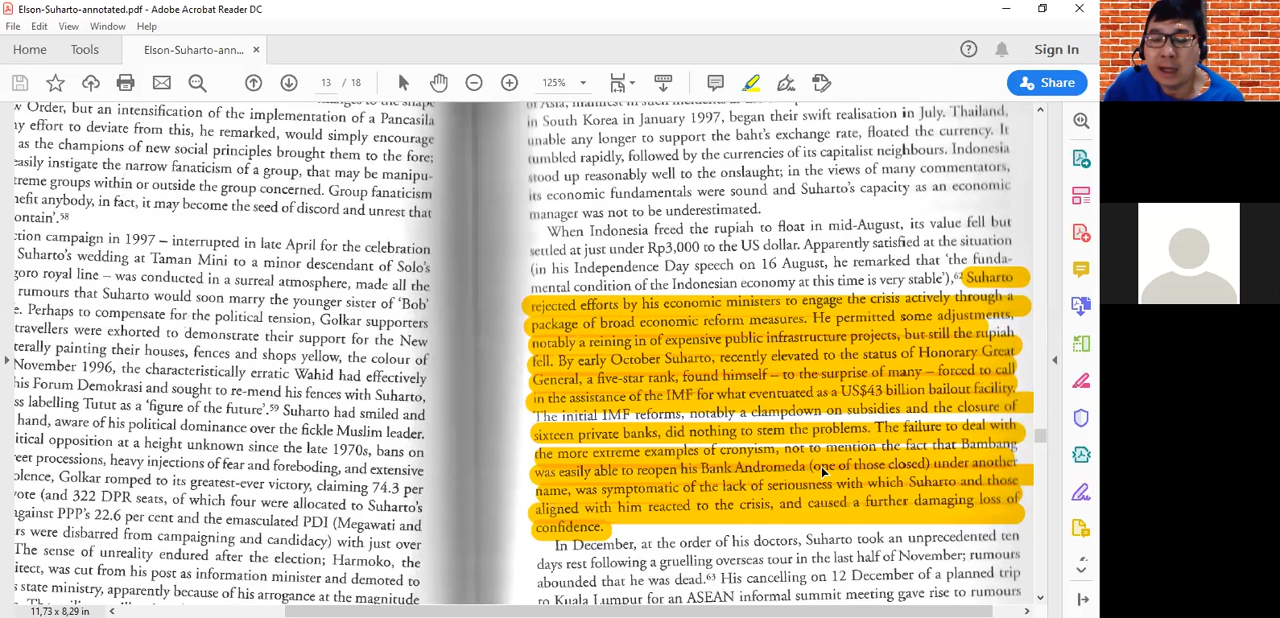 Elson-Suharto-annotated.pdf - Adobe Acrobat Reader DC
File Edit View Window Help
Home Tools Elson-Suharto-ann... × Sign In
13 / 18 125% Share
w Order, but an intensification of the implementation of a Pancasila
ny effort to deviate from this, he remarked, would simply encourage
as the champions of new social principles brought them to the fore;
easily instigate the narrow fanaticism of a group, that may be manipu-
treme groups within or outside the group concerned. Group fanaticism
nefit anybody, in fact, it may become the seed of discord and unrest that
ontain'.58
ction campaign in 1997 – interrupted in late April for the celebration
Suharto's wedding at Taman Mini to a minor descendant of Solo's
goro royal line – was conducted in a surreal atmosphere, made all the
rumours that Suharto would soon marry the younger sister of 'Bob'
e. Perhaps to compensate for the political tension, Golkar supporters
travellers were exhorted to demonstrate their support for the New
terally painting their houses, fences and shops yellow, the colour of
November 1996, the characteristically erratic Wahid had effectively
his Forum Demokrasi and sought to re-mend his fences with Suharto,
ss labelling Tutut as a 'figure of the future'.59 Suharto had smiled and
hand, aware of his political dominance over the fickle Muslim leader.
itical opposition at a height unknown since the late 1970s, bans on
reet processions, heavy injections of fear and foreboding, and extensive
olence, Golkar romped to its greatest-ever victory, claiming 74.3 per
vote (and 322 DPR seats, of which four were allocated to Suharto's
against PPP's 22.6 per cent and the emasculated PDI (Megawati and
rs were disbarred from campaigning and candidacy) with just over
The sense of unreality endured after the election; Harmoko, the
itect, was cut from his post as information minister and demoted to
s state ministry, apparently because of his arrogance at the magnitude
of Asia, manifest in such incidents
in South Korea in January 1997, began their swift realisation in July. Thailand,
unable any longer to support the baht's exchange rate, floated the currency. It
tumbled rapidly, followed by the currencies of its capitalist neighbours. Indonesia
stood up reasonably well to the onslaught; in the views of many commentators,
its economic fundamentals were sound and Suharto's capacity as an economic
manager was not to be underestimated.
When Indonesia freed the rupiah to float in mid-August, its value fell but
settled at just under Rp3,000 to the US dollar. Apparently satisfied at the situation
(in his Independence Day speech on 16 August, he remarked that 'the funda-
mental condition of the Indonesian economy at this time is very stable'),62 Suharto
rejected efforts by his economic ministers to engage the crisis actively through a
package of broad economic reform measures. He permitted some adjustments,
notably a reining in of expensive public infrastructure projects, but still the rupiah
fell. By early October Suharto, recently elevated to the status of Honorary Great
General, a five-star rank, found himself – to the surprise of many – forced to call
in the assistance of the IMF for what eventuated as a US$43 billion bailout facility.
The initial IMF reforms, notably a clampdown on subsidies and the closure of
sixteen private banks, did nothing to stem the problems. The failure to deal with
the more extreme examples of cronyism, not to mention the fact that Bambang
was easily able to reopen his Bank Andromeda (one of those closed) under another
name, was symptomatic of the lack of seriousness with which Suharto and those
aligned with him reacted to the crisis, and caused a further damaging loss of
confidence.
In December, at the order of his doctors, Suharto took an unprecedented ten
days rest following a gruelling overseas tour in the last half of November; rumours
abounded that he was dead.63 His cancelling on 12 December of a planned trip
to Kuala Lumpur for an ASEAN informal summit meeting gave rise to rumours
11,73 x 8,29 in